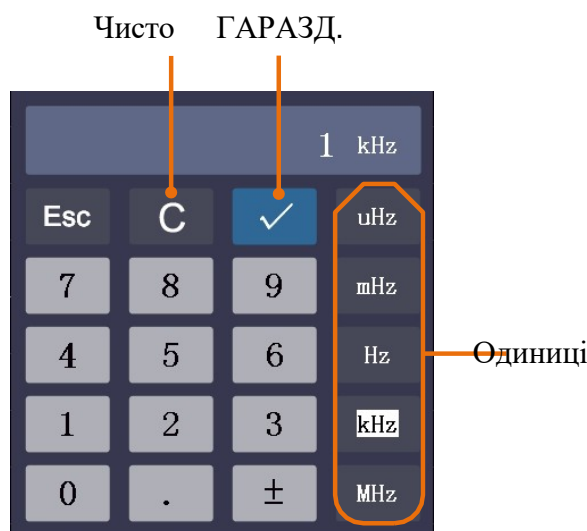 Чисто ГАРАЗД.
1 kHz
Esc C ✓ uHz
7 8 9 mHz
4 5 6 Hz
Одиниці
1 2 3 kHz
0 . ± MHz